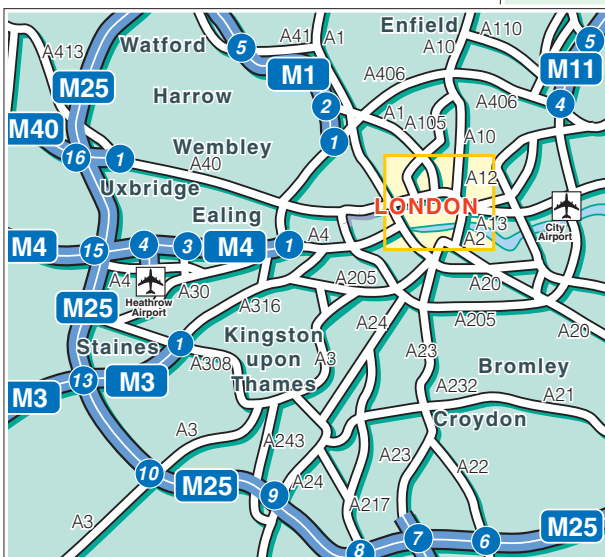 Enfield
A413
Watford
5
A41
A1
A10
A110
5
M25
M1
A406
M11
Harrow
2
A1
A105
A406
4
M40
1
A10
16
1
Wembley
A40
A12
Uxbridge
LONDON
Ealing
A13
City
Airport
M4
15
4
3
M4
1
A4
A2
A4
Heathrow
Airport
A30
A205
A20
M25
A316
A24
A205
A20
Staines
1
A308
Kingston
upon
Thames
A3
A23
Bromley
M3
13
M3
A232
A21
Croydon
A3
A243
A23
A22
10
M25
9
A24
A217
A3
8
7
6
M25